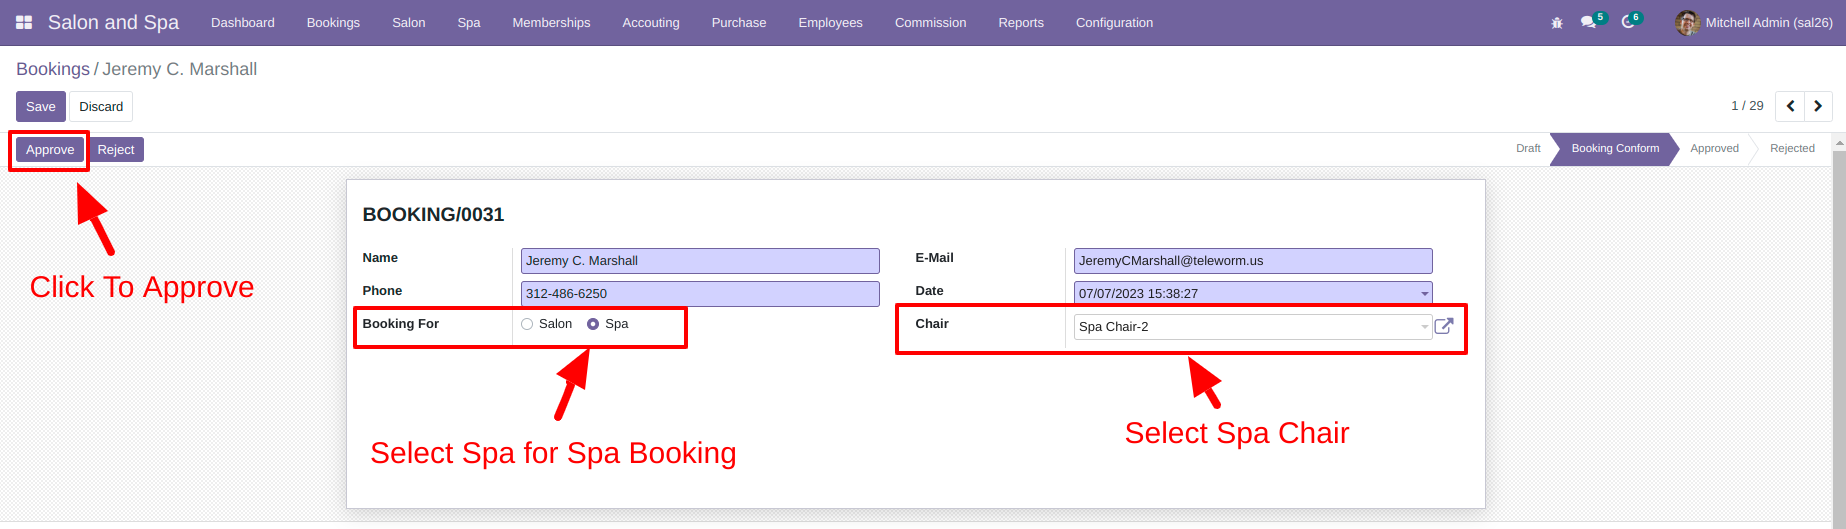 Salon and Spa Dashboard Bookings Salon Spa Memberships Accouting Purchase Employees Commission Reports Configuration 5 6 Mitchell Admin (sal26)
Bookings / Jeremy C. Marshall
Save Discard 1 / 29
Approve Reject Draft Booking Conform Approved Rejected
BOOKING/0031
Name Jeremy C. Marshall E-Mail JeremyCMarshall@teleworm.us
Phone 312-486-6250 Date 07/07/2023 15:38:27
Booking For Salon Spa Chair Spa Chair-2
Click To Approve
Select Spa for Spa Booking
Select Spa Chair